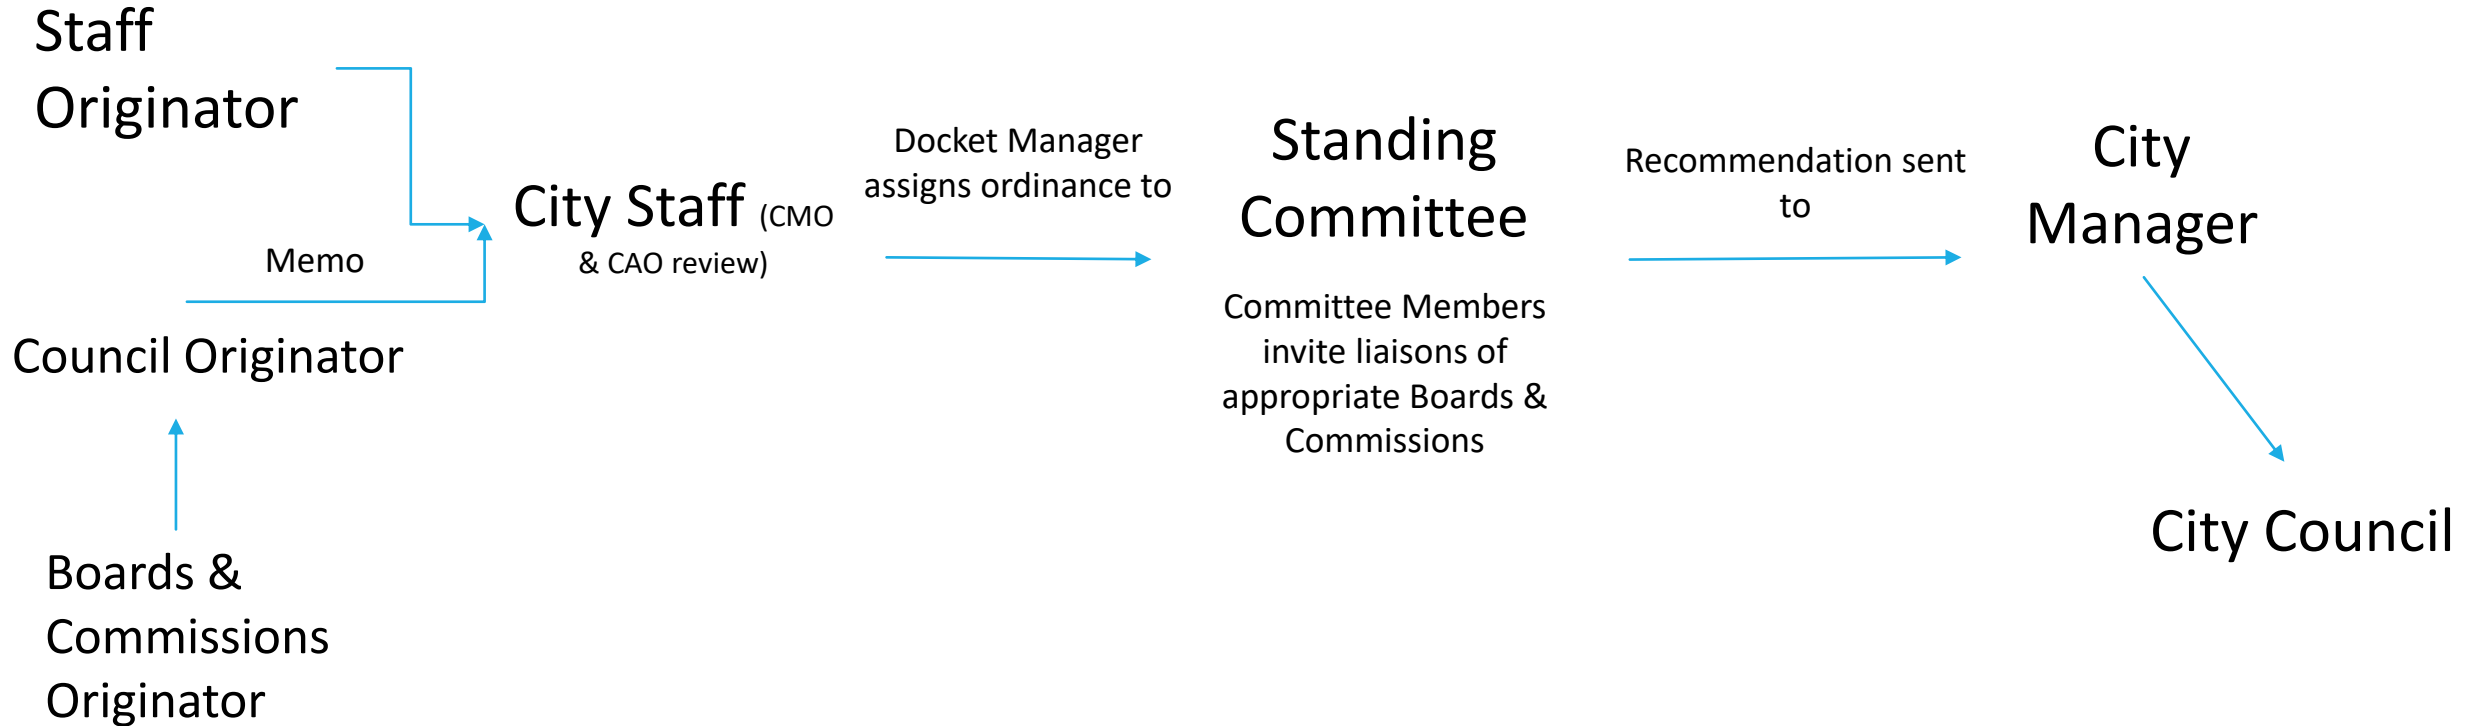 Staff
Originator
Memo
Council Originator
Boards &
Commissions
Originator
City Staff (CMO
& CAO review)
Docket Manager
assigns ordinance to
Standing
Committee
Committee Members
invite liaisons of
appropriate Boards &
Commissions
Recommendation sent
to
City
Manager
City Council